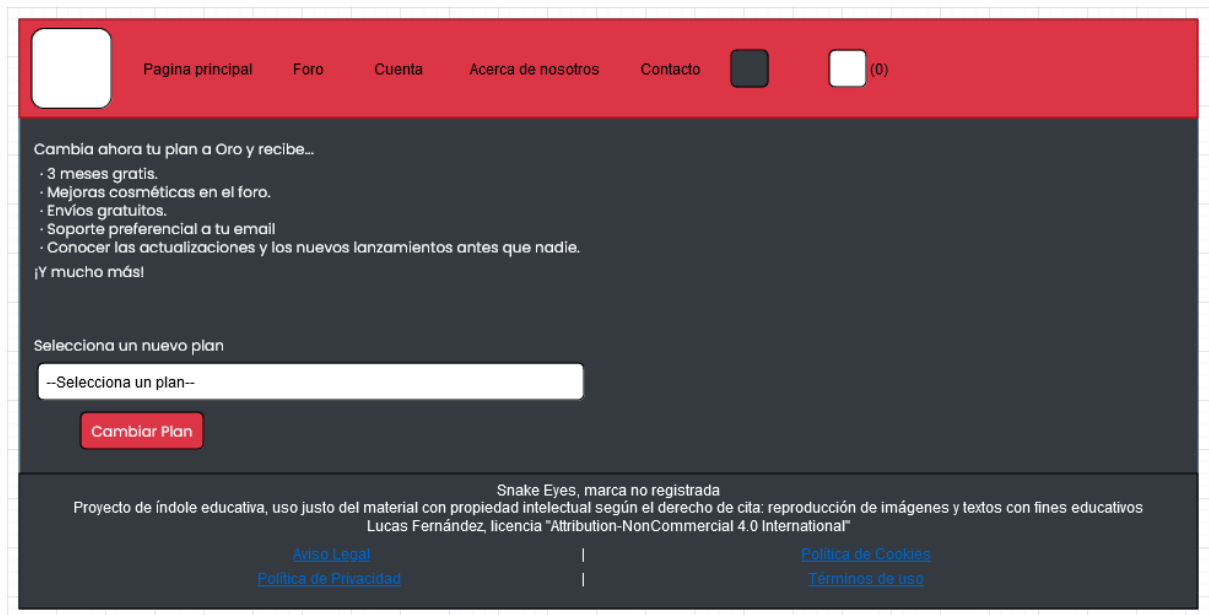 Pagina principal Foro Cuenta Acerca de nosotros Contacto (0)
Cambia ahora tu plan a Oro y recibe...
· 3 meses gratis.
· Mejoras cosméticas en el foro.
· Envíos gratuitos.
· Soporte preferencial a tu email
· Conocer las actualizaciones y los nuevos lanzamientos antes que nadie.
¡Y mucho más!
Selecciona un nuevo plan
--Selecciona un plan--
Cambiar Plan
Snake Eyes, marca no registrada
Proyecto de índole educativa, uso justo del material con propiedad intelectual según el derecho de cita: reproducción de imágenes y textos con fines educativos
Lucas Fernández, licencia "Attribution-NonCommercial 4.0 International"
Aviso Legal | Política de Cookies
Política de Privacidad | Términos de uso